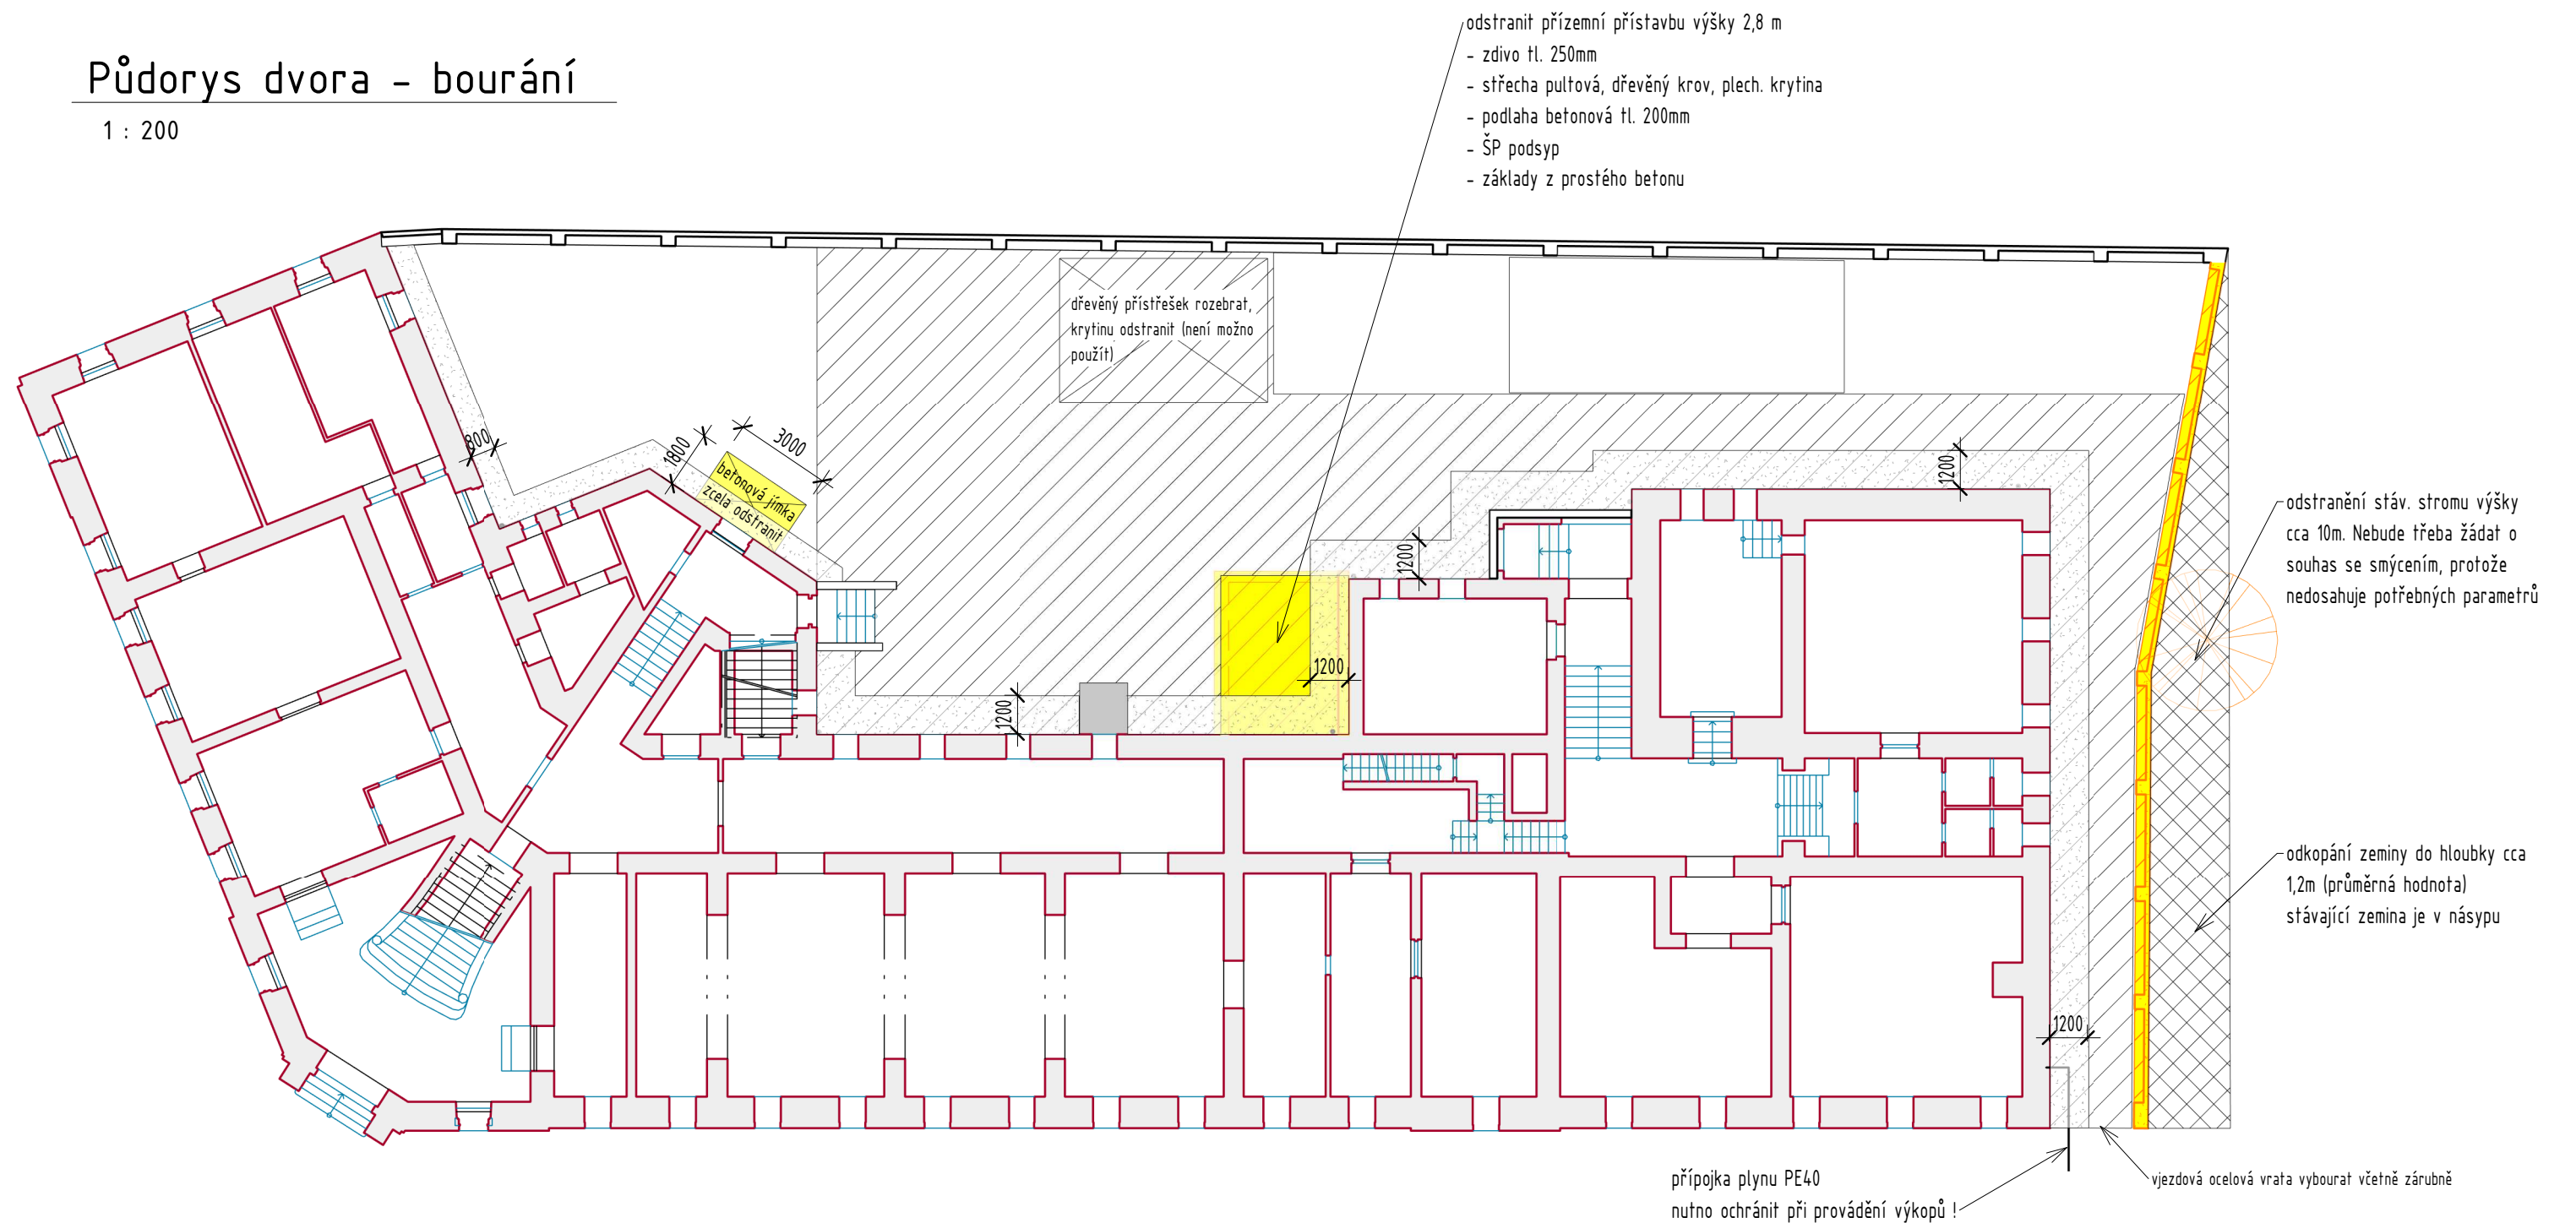 Půdorys dvora - bourání
1 : 200
odstranit přízemní přístavbu výšky 2,8 m
- zdivo tl. 250mm
- střecha pultová, dřevěný krov, plech. krytina
- podlaha betonová tl. 200mm
- ŠP podsyp
- základy z prostého betonu
dřevěný přístřešek rozebrat,
krytinu odstranit (není možno
použít)
800
1800
3000
betonová jímka
zcela odstranit
1200
1200
1200
1200
1200
odstranění stáv. stromu výšky
cca 10m. Nebude třeba žádat o
souhas se smýcením, protože
nedosahuje potřebných parametrů
odkopání zeminy do hloubky cca
1,2m (průměrná hodnota)
stávající zemina je v násypu
přípojka plynu PE40
nutno ochránit při provádění výkopů !
vjezdová ocelová vrata vybourat včetně zárubně